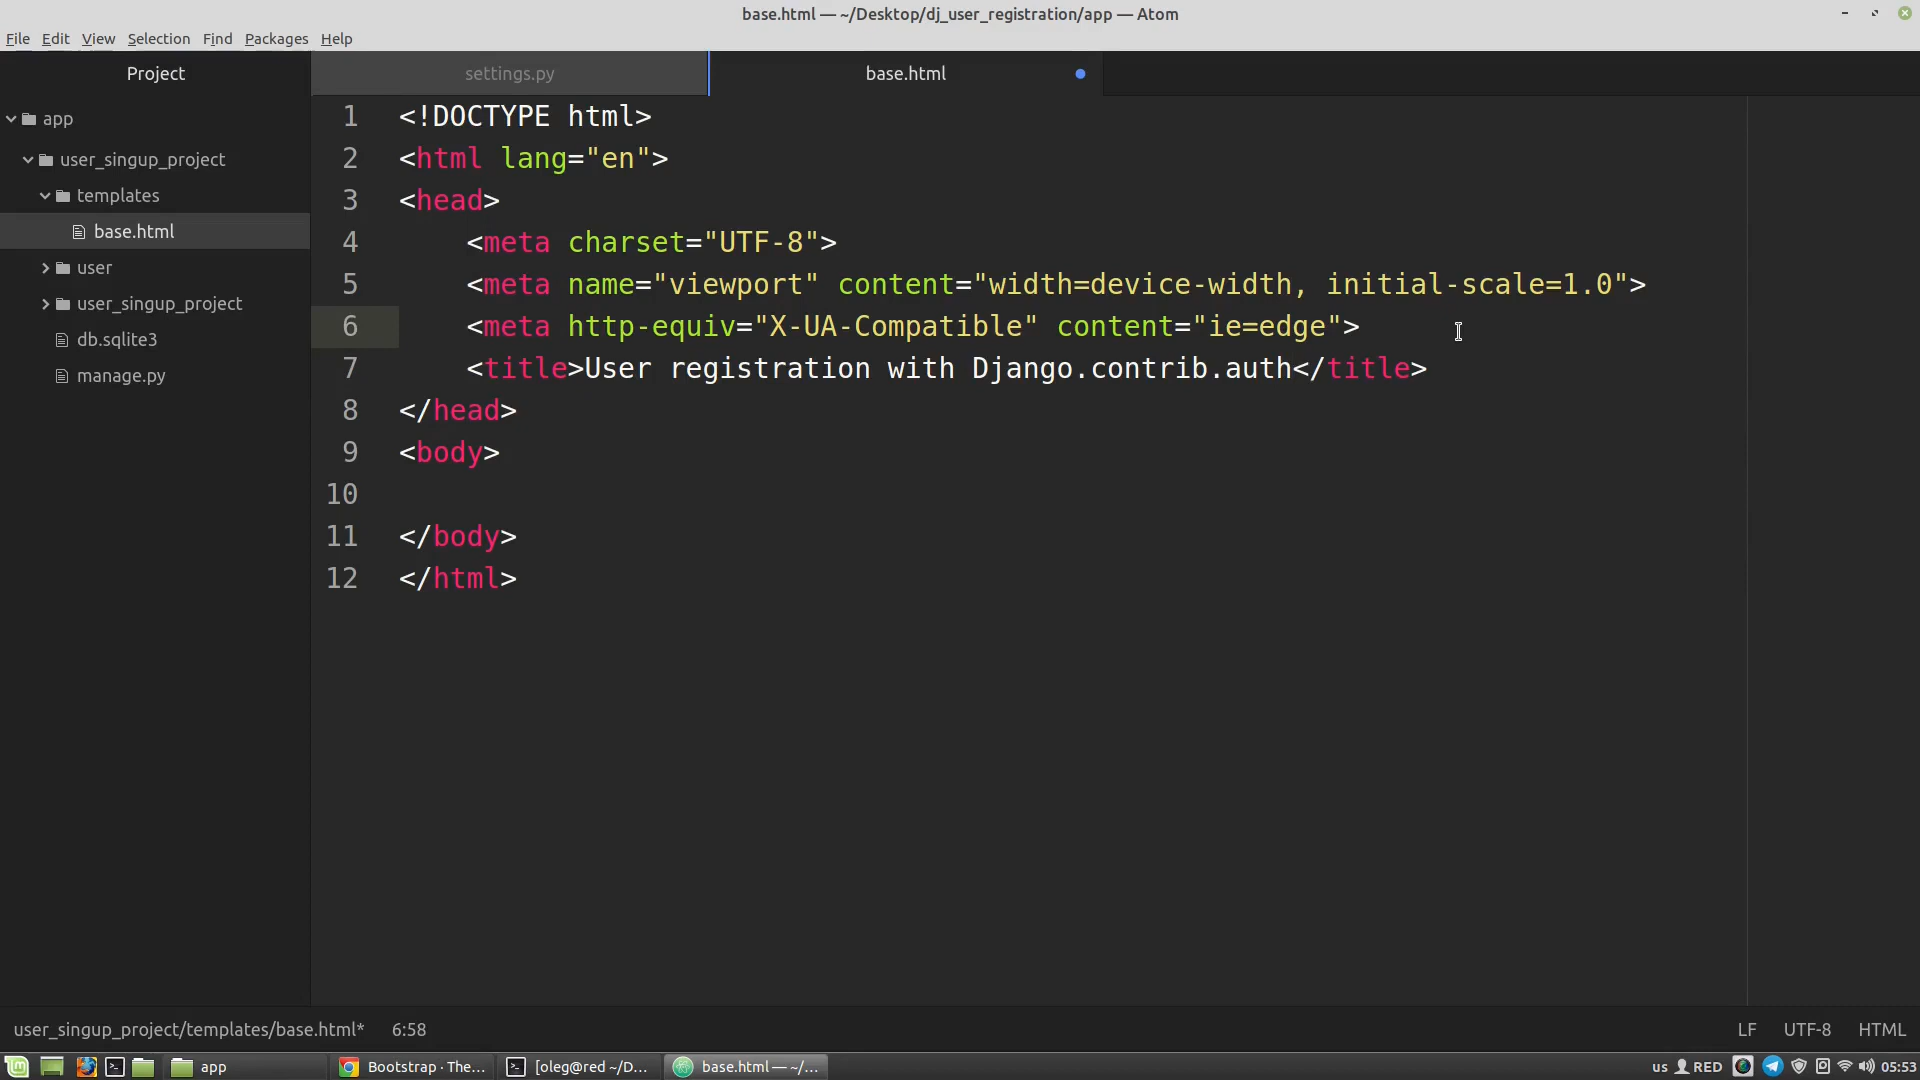 base.html — ~/Desktop/dj_user_registration/app — Atom
File Edit View Selection Find Packages Help
Project
settings.py
base.html
app
user_singup_project
templates
base.html
user
user_singup_project
db.sqlite3
manage.py
1 <!DOCTYPE html>
2 <html lang="en">
3 <head>
4 <meta charset="UTF-8">
5 <meta name="viewport" content="width=device-width, initial-scale=1.0">
6 <meta http-equiv="X-UA-Compatible" content="ie=edge">
7 <title>User registration with Django.contrib.auth</title>
8 </head>
9 <body>
10
11 </body>
12 </html>
user_singup_project/templates/base.html* 6:58
LF UTF-8 HTML
app
Bootstrap · The...
[oleg@red ~/D...
base.html — ~/...
us RED 05:53